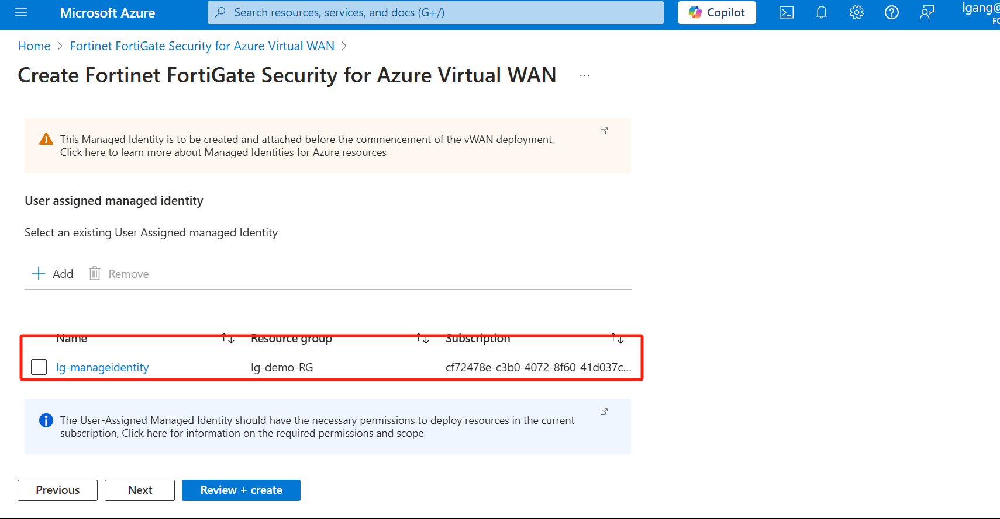 Microsoft Azure
Search resources, services, and docs (G+/)
Copilot
lgang@
FO
Home > Fortinet FortiGate Security for Azure Virtual WAN >
Create Fortinet FortiGate Security for Azure Virtual WAN ...
This Managed Identity is to be created and attached before the commencement of the vWAN deployment,
Click here to learn more about Managed Identities for Azure resources
User assigned managed identity
Select an existing User Assigned managed Identity
Add Remove
Name Resource group Subscription
lg-manageidentity lg-demo-RG cf72478e-c3b0-4072-8f60-41d037c...
The User-Assigned Managed Identity should have the necessary permissions to deploy resources in the current
subscription, Click here for information on the required permissions and scope
Previous Next Review + create